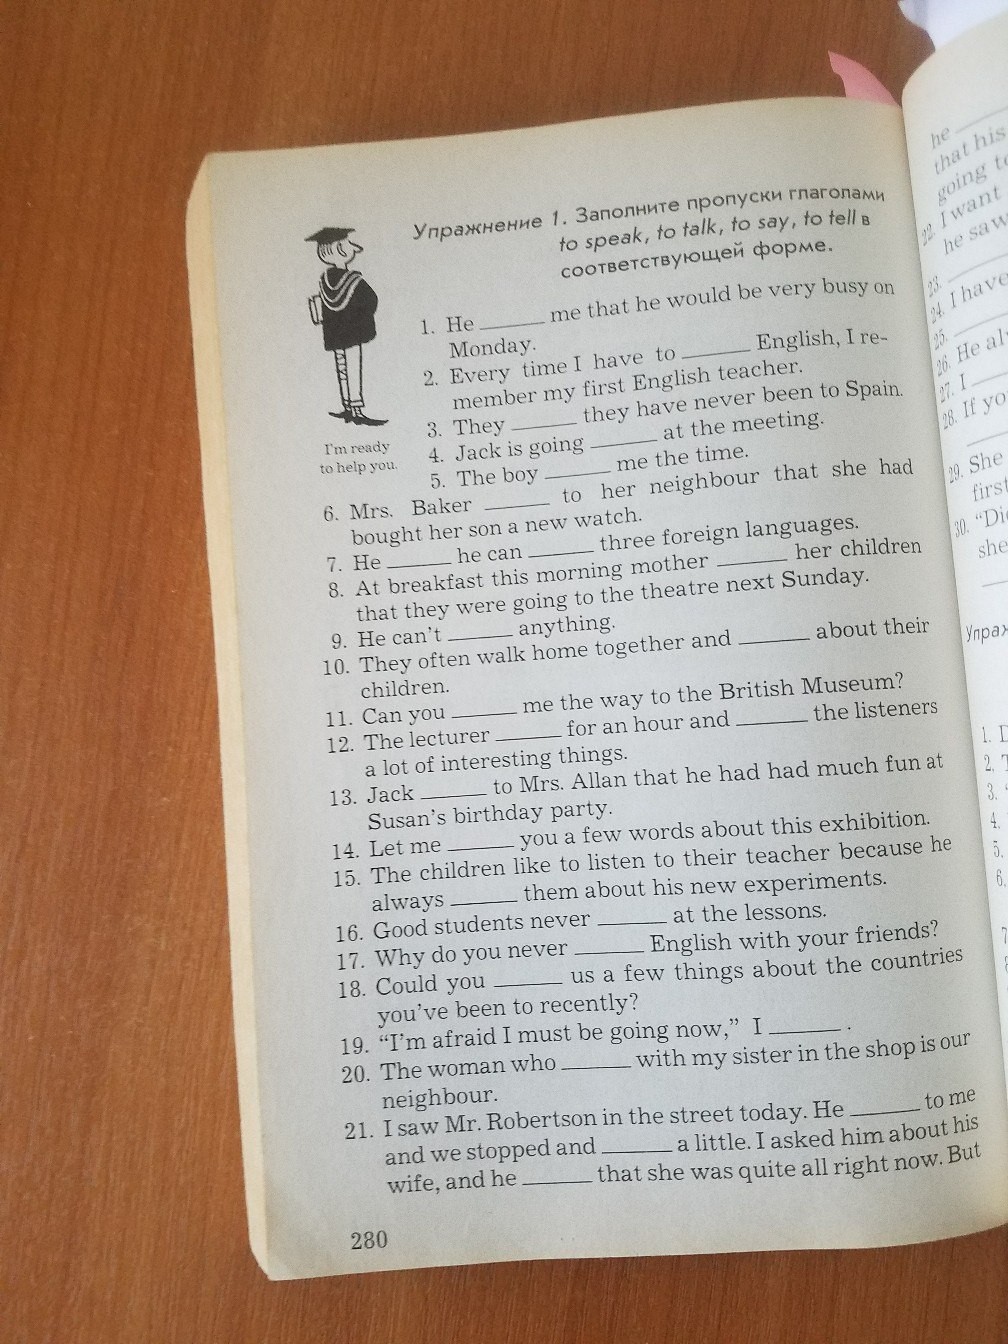 Упражнение 1. Заполните пропуски глаголами
to speak, to talk, to say, to tell в
соответствующей форме.
I'm ready
to help you.
1. He ______ me that he would be very busy on
Monday.
2. Every time I have to ______ English, I re-
member my first English teacher.
3. They ______ they have never been to Spain.
4. Jack is going ______ at the meeting.
5. The boy ______ me the time.
6. Mrs. Baker ______ to her neighbour that she had
bought her son a new watch.
7. He ______ he can ______ three foreign languages.
8. At breakfast this morning mother ______ her children
that they were going to the theatre next Sunday.
9. He can't ______ anything.
10. They often walk home together and ______ about their
children.
11. Can you ______ me the way to the British Museum?
12. The lecturer ______ for an hour and ______ the listeners
a lot of interesting things.
13. Jack ______ to Mrs. Allan that he had had much fun at
Susan's birthday party.
14. Let me ______ you a few words about this exhibition.
15. The children like to listen to their teacher because he
always ______ them about his new experiments.
16. Good students never ______ at the lessons.
17. Why do you never ______ English with your friends?
18. Could you ______ us a few things about the countries
you've been to recently?
19. “I'm afraid I must be going now,” I ______ .
20. The woman who ______ with my sister in the shop is our
neighbour.
21. I saw Mr. Robertson in the street today. He ______ to me
and we stopped and ______ a little. I asked him about his
wife, and he ______ that she was quite all right now. But
280
he ______
that his
going to
22. I want
he saw
23. ______
24. I have
25. ______
26. He
27. I ______
28. If
______
29. She
first
30.
she
______
1.
2.
3.
4.
5.
6.